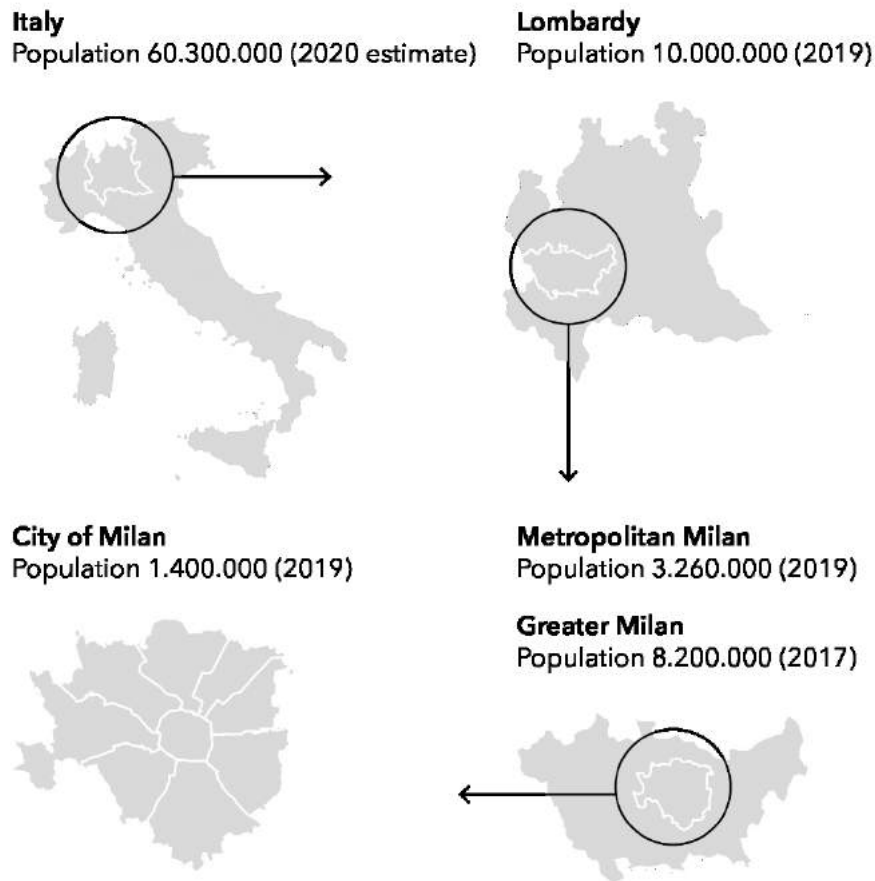 Italy
Population 60.300.000 (2020 estimate)
Lombardy
Population 10.000.000 (2019)
City of Milan
Population 1.400.000 (2019)
Metropolitan Milan
Population 3.260.000 (2019)
Greater Milan
Population 8.200.000 (2017)